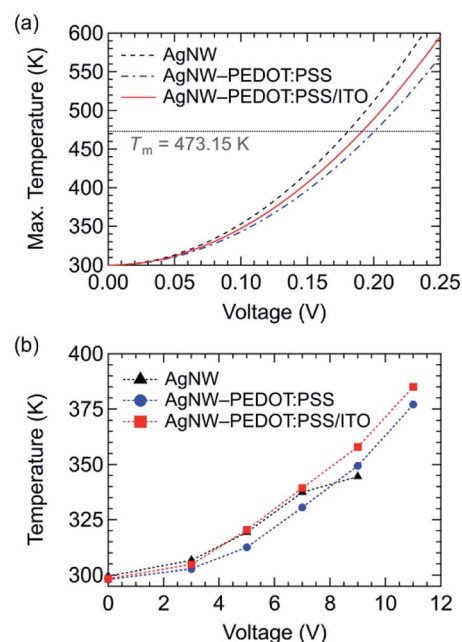 (a)
600
550
500
450
400
350
300
Max. Temperature (K)
AgNW
AgNW–PEDOT:PSS
AgNW–PEDOT:PSS/ITO
Tm = 473.15 K
0.00 0.05 0.10 0.15 0.20 0.25
Voltage (V)
(b)
400
375
350
325
300
Temperature (K)
AgNW
AgNW–PEDOT:PSS
AgNW–PEDOT:PSS/ITO
0 2 4 6 8 10 12
Voltage (V)